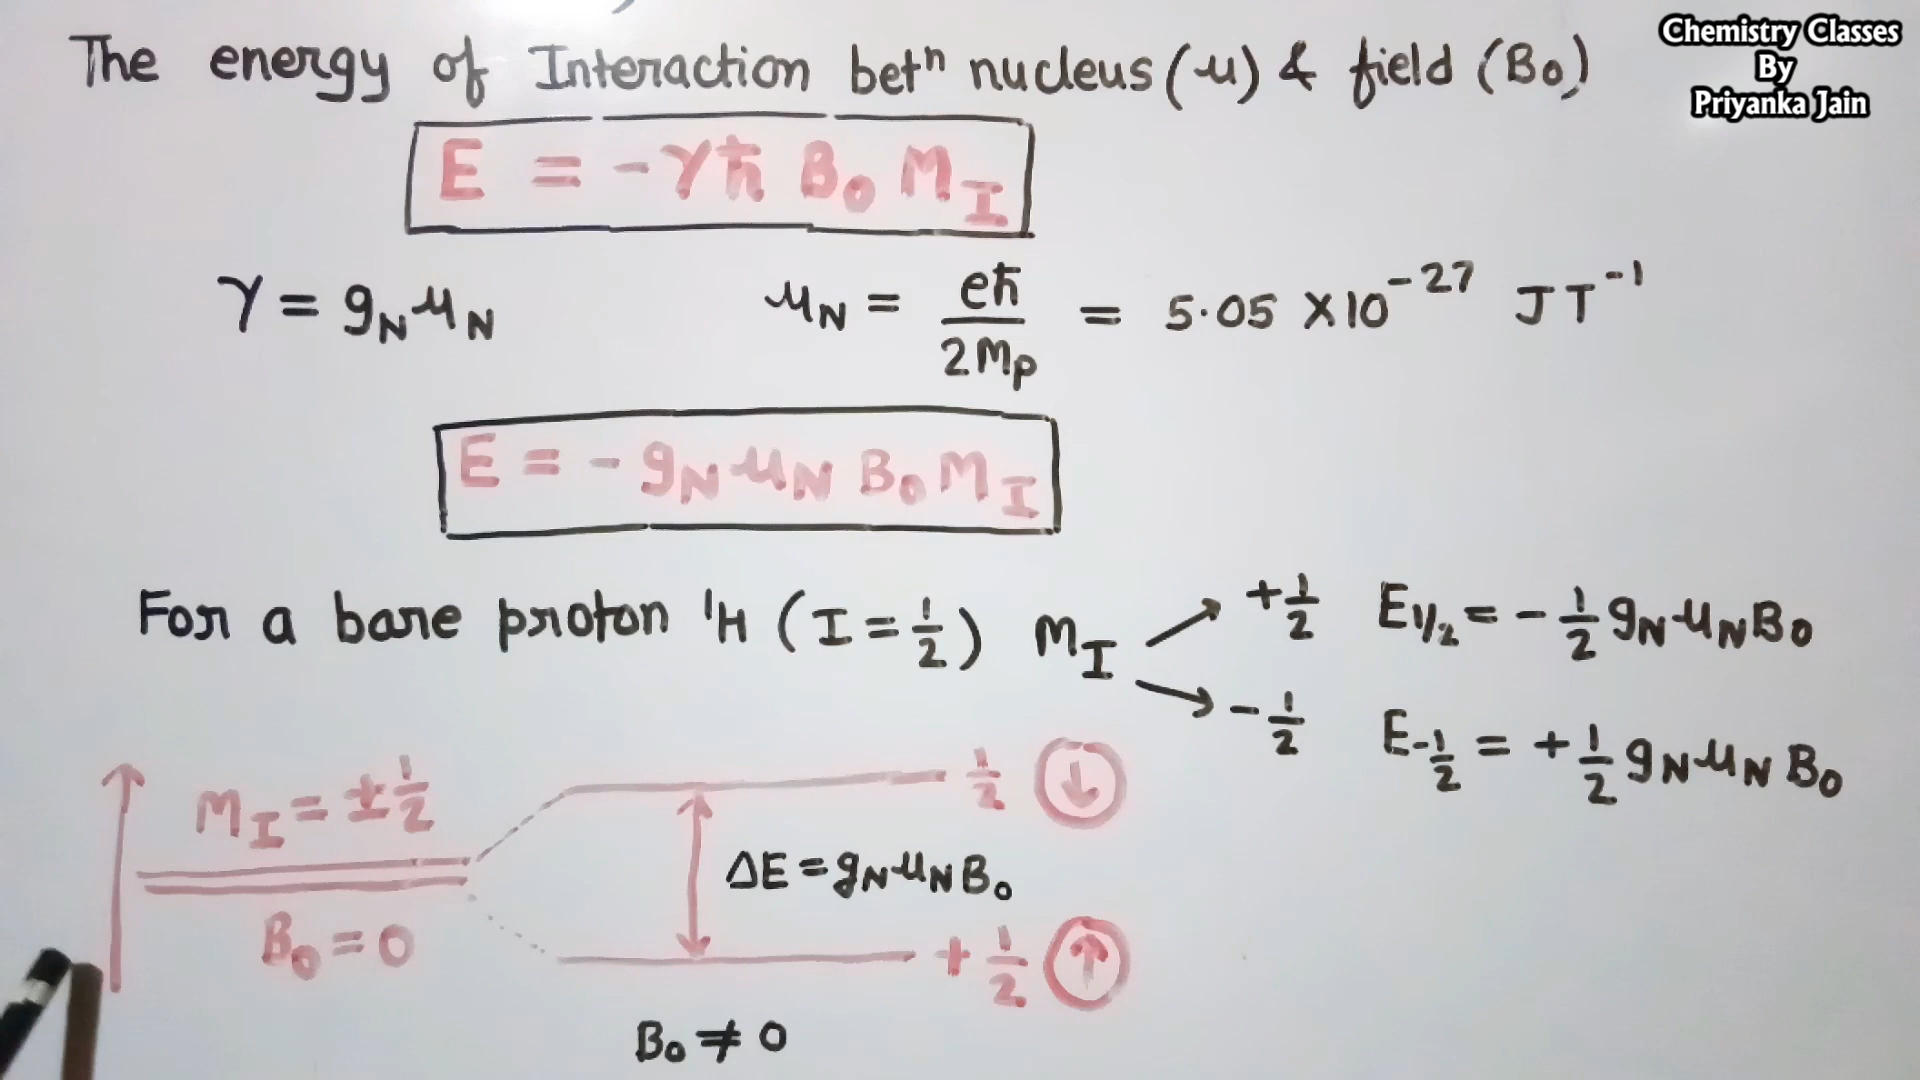 The energy of Interaction betⁿ nucleus (μ) & field (B₀)
Chemistry Classes
By
Priyanka Jain
E = -γħ B₀ M_I
γ = g_N μ_N
μ_N = eħ / 2M_p = 5.05 × 10⁻²⁷ JT⁻¹
E = - g_N μ_N B₀ M_I
For a bare proton ¹H (I = 1/2) M_I
+1/2 E_1/2 = - 1/2 g_N μ_N B₀
-1/2 E_-1/2 = + 1/2 g_N μ_N B₀
M_I = ± 1/2
1/2 ↓
ΔE = g_N μ_N B₀
B₀ = 0
+ 1/2 ↑
B₀ ≠ 0